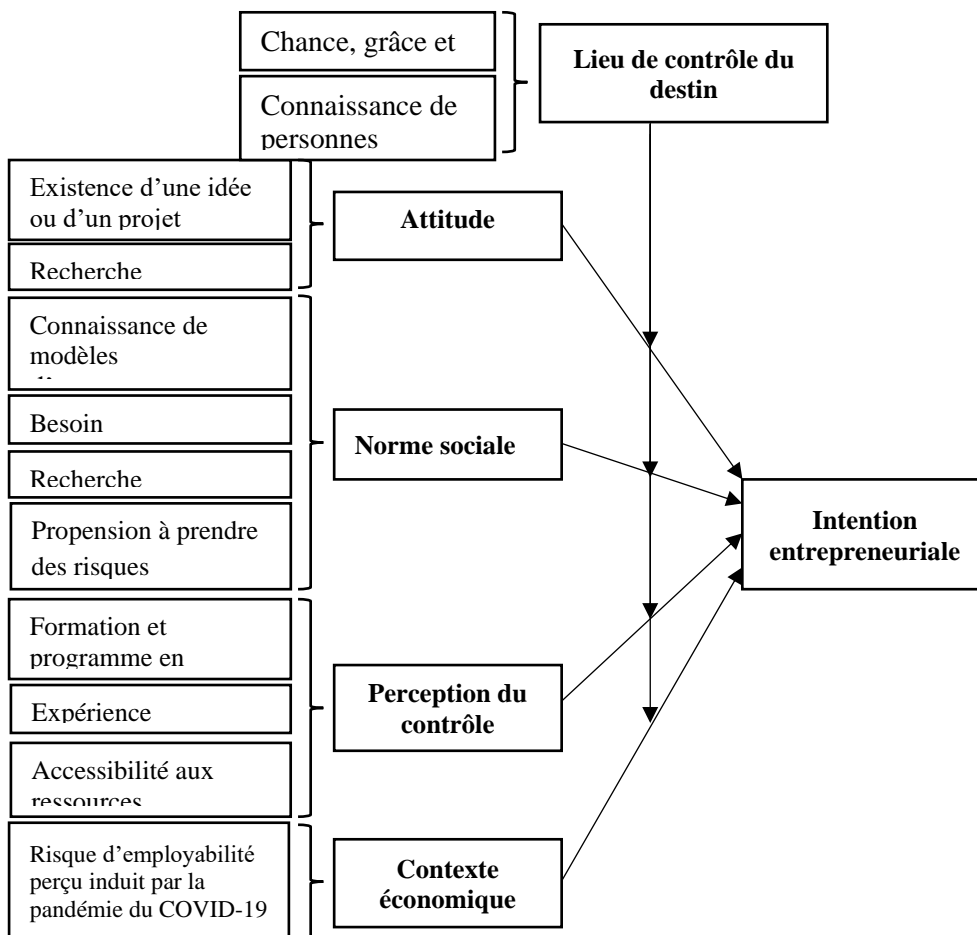 Chance, grâce et
Connaissance de
personnes
Lieu de contrôle du
destin
Existence d'une idée
ou d'un projet
Recherche
Attitude
Connaissance de
modèles
Besoin
Recherche
Propension à prendre
des risques
Norme sociale
Intention
entrepreneuriale
Formation et
programme en
Expérience
Accessibilité aux
ressources
Perception du
contrôle
Risque d'employabilité
perçu induit par la
pandémie du COVID-19
Contexte
économique